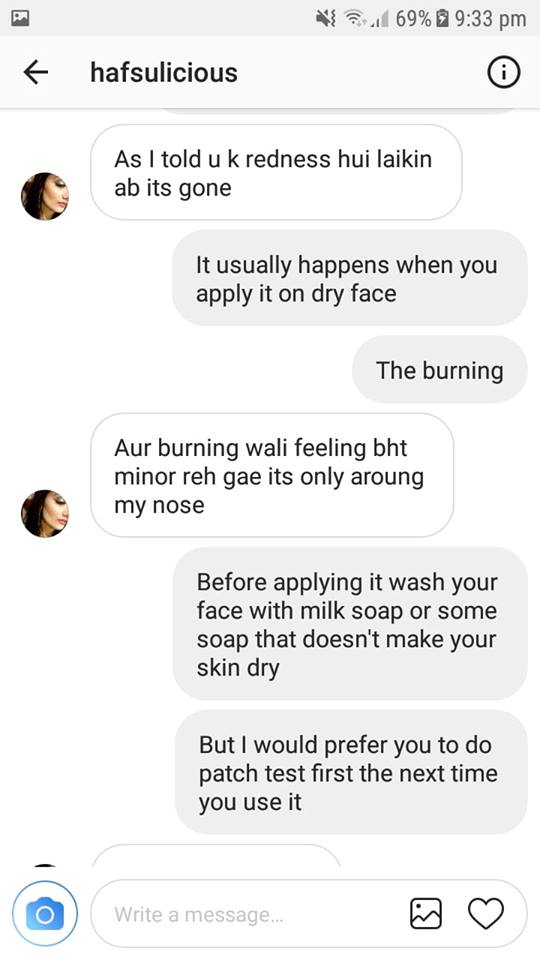 69% 9:33 pm
hafsulicious
As I told u k redness hui laikin
ab its gone
It usually happens when you
apply it on dry face
The burning
Aur burning wali feeling bht
minor reh gae its only aroung
my nose
Before applying it wash your
face with milk soap or some
soap that doesn't make your
skin dry
But I would prefer you to do
patch test first the next time
you use it
Write a message...